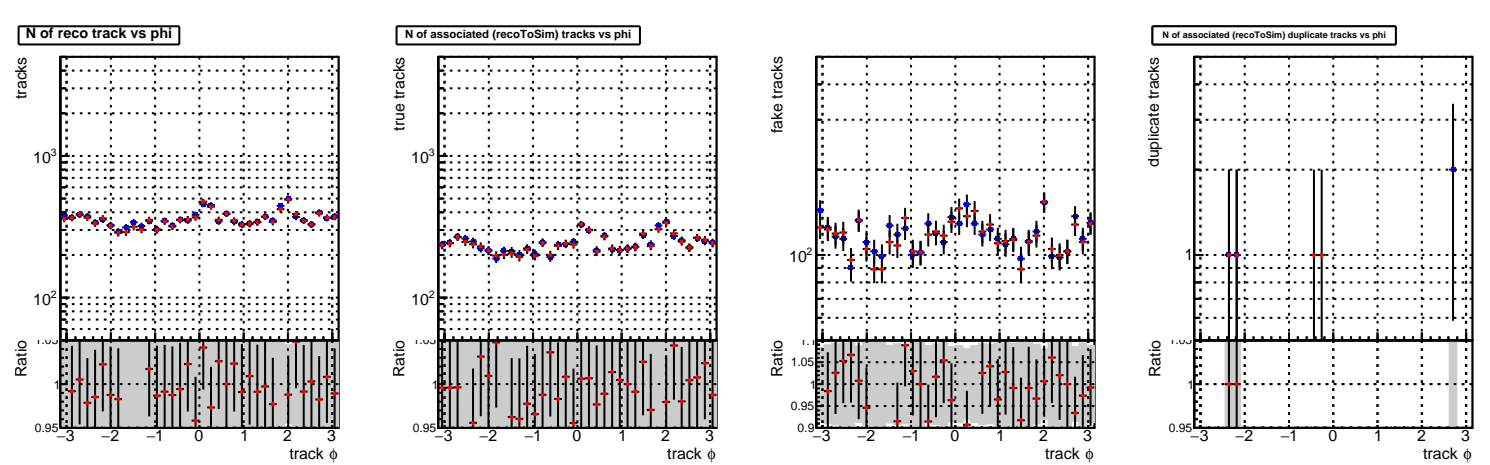 N of reco track vs phi
tracks
10³
10²
Ratio
1
0.95
−3 −2 −1 0 1 2 3
track ϕ
N of associated (recoToSim) tracks vs phi
true tracks
10³
10²
Ratio
1
0.95
−3 −2 −1 0 1 2 3
track ϕ
fake tracks
10²
Ratio
1.05
1
0.95
0.9
−3 −2 −1 0 1 2 3
track ϕ
N of associated (recoToSim) duplicate tracks vs phi
duplicate tracks
1
Ratio
1
0.95
−3 −2 −1 0 1 2 3
track ϕ